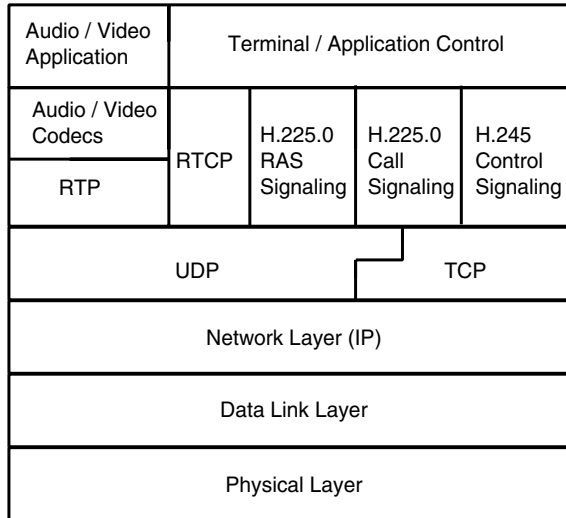 Audio / Video
Application
Terminal / Application Control
Audio / Video
Codecs
RTP
RTCP
H.225.0
RAS
Signaling
H.225.0
Call
Signaling
H.245
Control
Signaling
UDP
TCP
Network Layer (IP)
Data Link Layer
Physical Layer